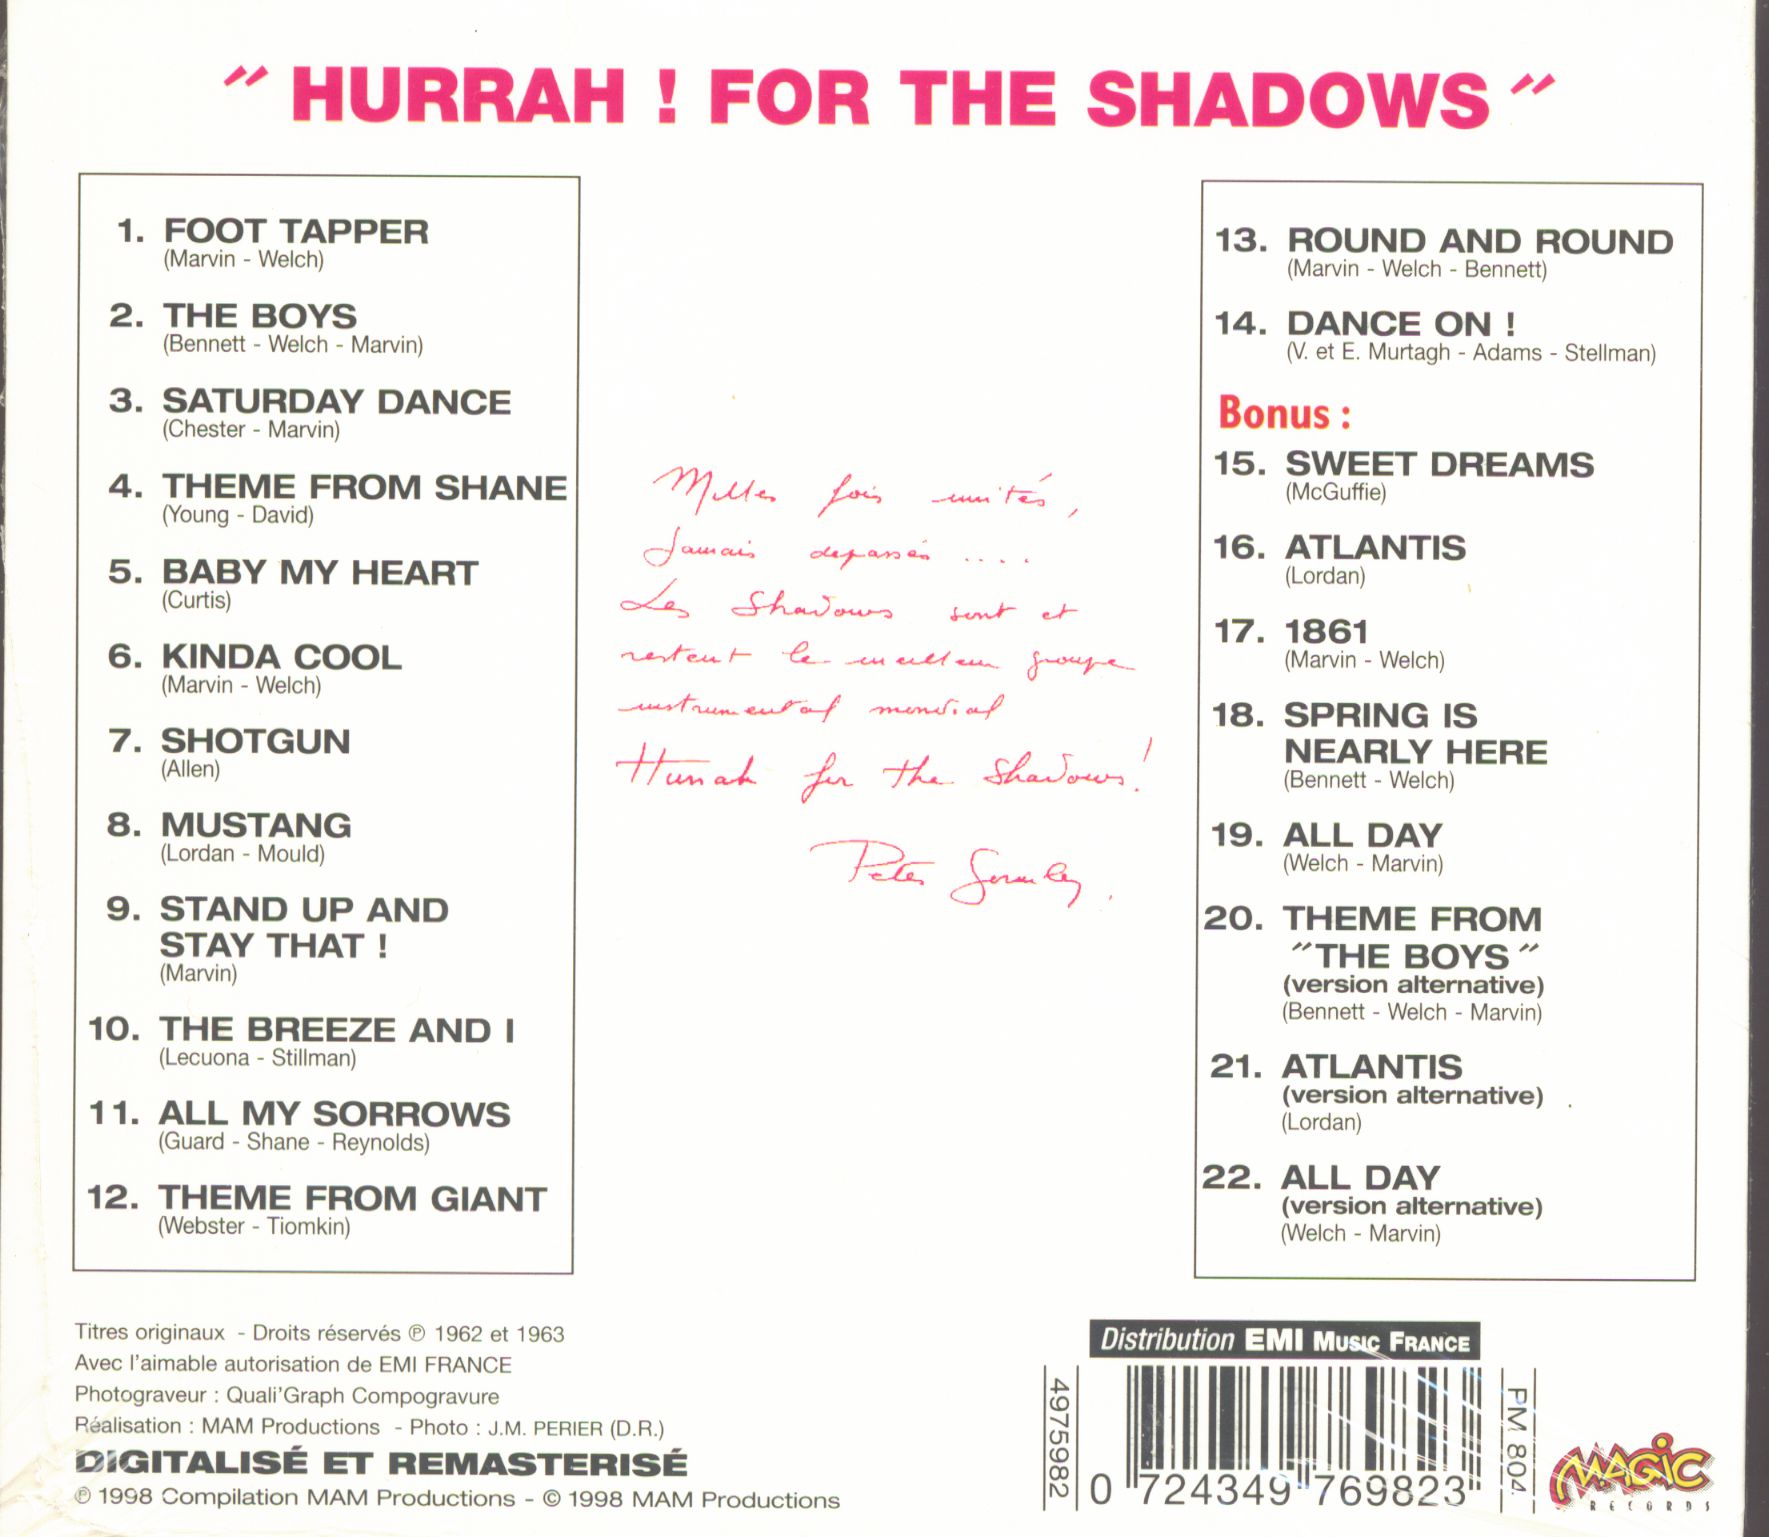 " HURRAH ! FOR THE SHADOWS "
1. FOOT TAPPER
(Marvin - Welch)
2. THE BOYS
(Bennett - Welch - Marvin)
3. SATURDAY DANCE
(Chester - Marvin)
4. THEME FROM SHANE
(Young - David)
5. BABY MY HEART
(Curtis)
6. KINDA COOL
(Marvin - Welch)
7. SHOTGUN
(Allen)
8. MUSTANG
(Lordan - Mould)
9. STAND UP AND
STAY THAT !
(Marvin)
10. THE BREEZE AND I
(Lecuona - Stillman)
11. ALL MY SORROWS
(Guard - Shane - Reynolds)
12. THEME FROM GIANT
(Webster - Tiomkin)
Milles fois imités,
Jamais depassés ....
Les Shadows sont et
restent le meilleur groupe
instrumental mondial
Hurrah for the Shadows !
Peter Gormley.
13. ROUND AND ROUND
(Marvin - Welch - Bennett)
14. DANCE ON !
(V. et E. Murtagh - Adams - Stellman)
Bonus :
15. SWEET DREAMS
(McGuffie)
16. ATLANTIS
(Lordan)
17. 1861
(Marvin - Welch)
18. SPRING IS
NEARLY HERE
(Bennett - Welch)
19. ALL DAY
(Welch - Marvin)
20. THEME FROM
"THE BOYS "
(version alternative)
(Bennett - Welch - Marvin)
21. ATLANTIS
(version alternative)
(Lordan)
22. ALL DAY
(version alternative)
(Welch - Marvin)
Titres originaux - Droits réservés ℗ 1962 et 1963
Avec l'aimable autorisation de EMI FRANCE
Photograveur : Quali'Graph Compogravure
Réalisation : MAM Productions - Photo : J.M. PERIER (D.R.)
DIGITALISÉ ET REMASTERISÉ
℗ 1998 Compilation MAM Productions - © 1998 MAM Productions
Distribution EMI MUSIC FRANCE
4975982
0 724349 769823
PM 804
MAGIC
RECORDS